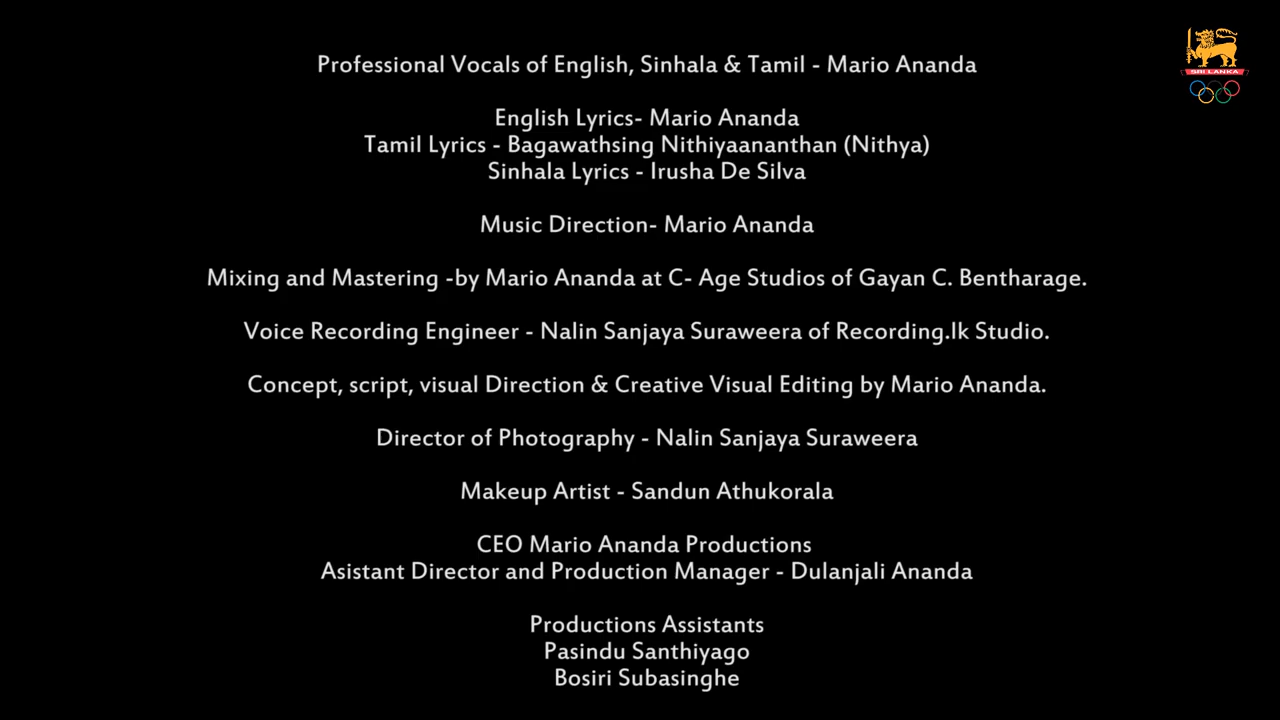 SRI LANKA
Professional Vocals of English, Sinhala & Tamil - Mario Ananda
English Lyrics- Mario Ananda
Tamil Lyrics - Bagawathsing Nithiyaananthan (Nithya)
Sinhala Lyrics - Irusha De Silva
Music Direction- Mario Ananda
Mixing and Mastering -by Mario Ananda at C- Age Studios of Gayan C. Bentharage.
Voice Recording Engineer - Nalin Sanjaya Suraweera of Recording.lk Studio.
Concept, script, visual Direction & Creative Visual Editing by Mario Ananda.
Director of Photography - Nalin Sanjaya Suraweera
Makeup Artist - Sandun Athukorala
CEO Mario Ananda Productions
Asistant Director and Production Manager - Dulanjali Ananda
Productions Assistants
Pasindu Santhiyago
Bosiri Subasinghe